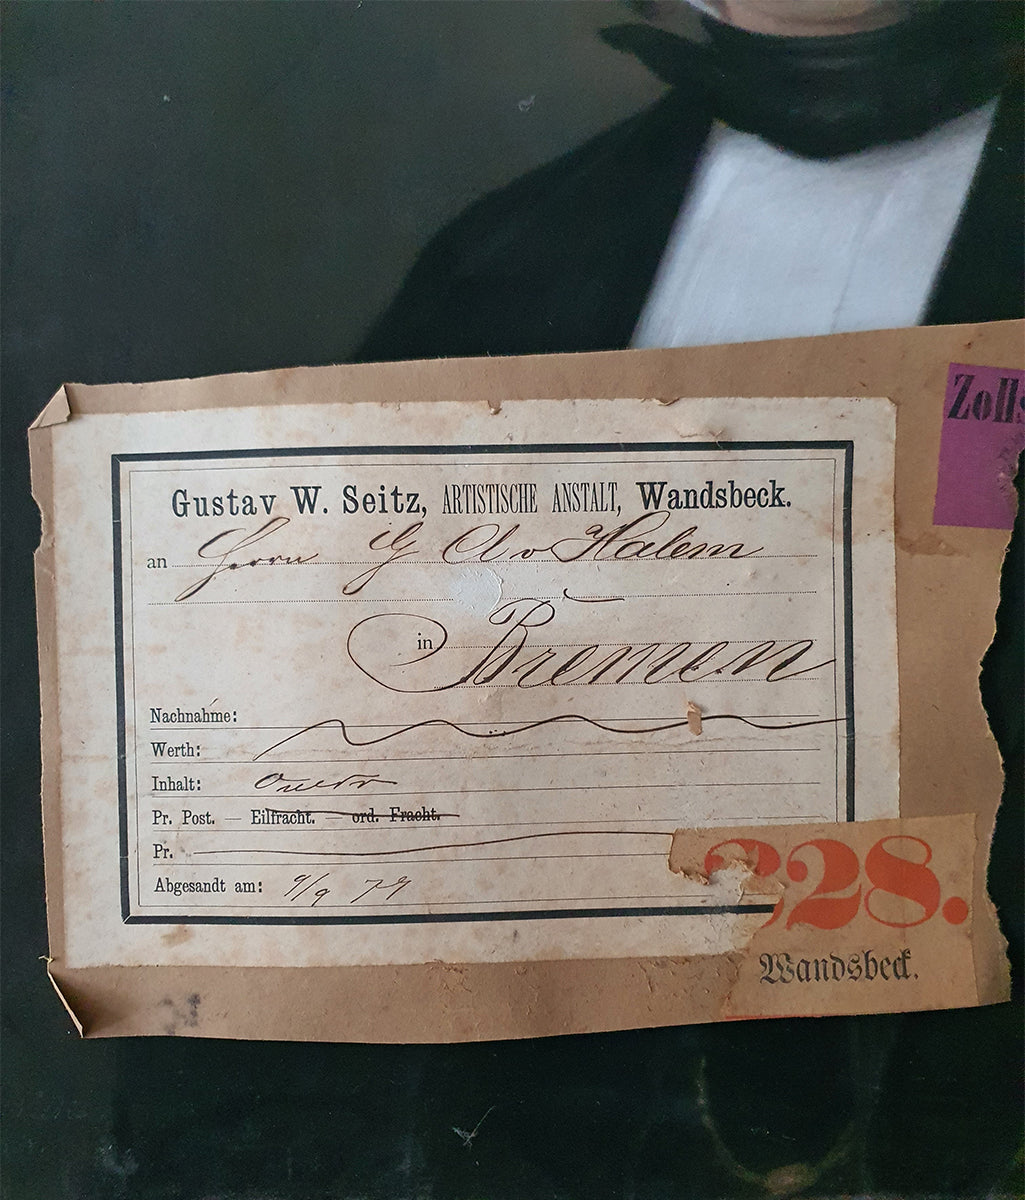 Zolls
Gustav W. Seitz, ARTISTISCHE ANSTALT, Wandsbeck.
an Herrn G A v Halem
in Bremen
Nachnahme:
Werth:
Inhalt:
Pr. Post. — Eilfracht. — ord. Fracht.
Pr.
Abgesandt am: 9/9 79
228.
Wandsbeck.